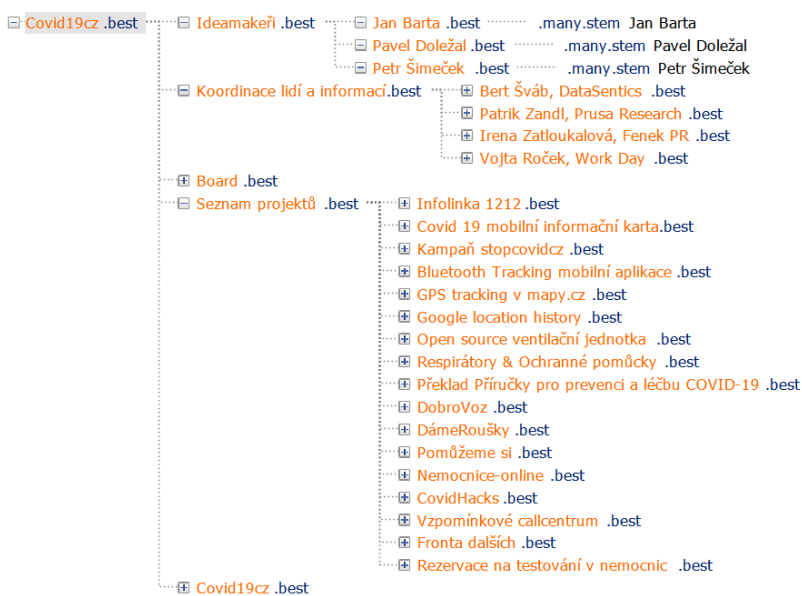 Covid19cz .best Ideamakeři .best Jan Barta .best .many.stem Jan Barta
Pavel Doležal .best .many.stem Pavel Doležal
Petr Šimeček .best .many.stem Petr Šimeček
Koordinace lidí a informací.best Bert Šváb, DataSentics .best
Patrik Zandl, Prusa Research .best
Irena Zatloukalová, Fenek PR .best
Vojta Roček, Work Day .best
Board .best
Seznam projektů .best Infolinka 1212 .best
Covid 19 mobilní informační karta.best
Kampaň stopcovidcz .best
Bluetooth Tracking mobilní aplikace .best
GPS tracking v mapy.cz .best
Google location history .best
Open source ventilační jednotka .best
Respirátory & Ochranné pomůcky .best
Překlad Příručky pro prevenci a léčbu COVID-19 .best
DobroVoz .best
DámeRoušky .best
Pomůžeme si .best
Nemocnice-online .best
CovidHacks .best
Vzpomínkové callcentrum .best
Fronta dalších .best
Rezervace na testování v nemocnic .best
Covid19cz .best